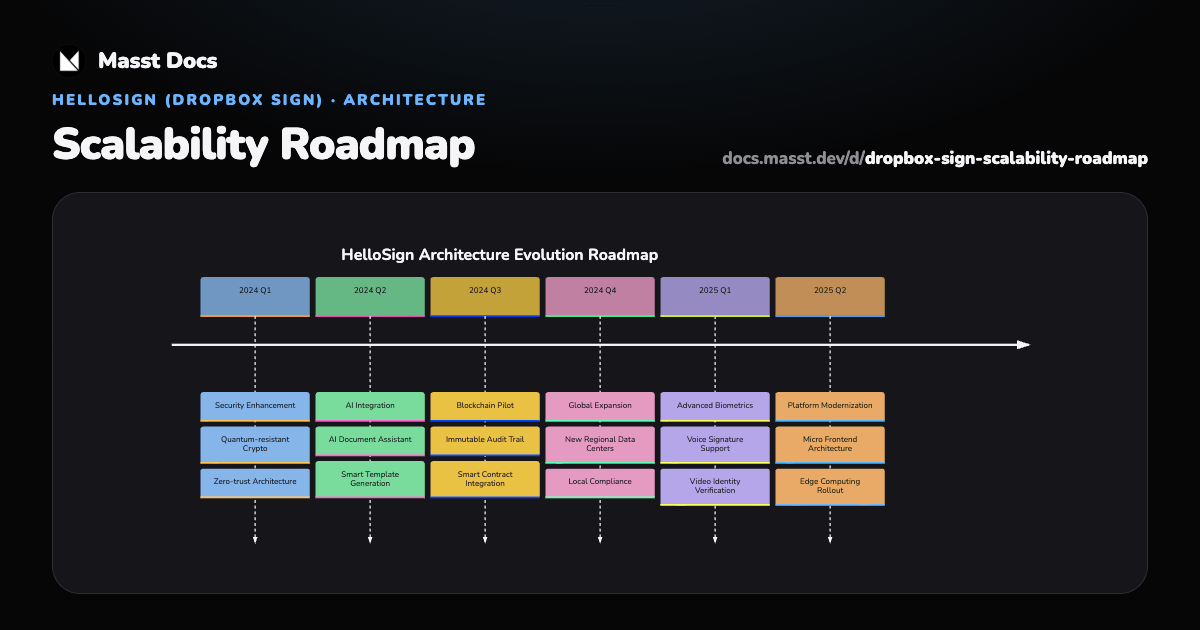 Masst Docs
HELLOSIGN (DROPBOX SIGN) · ARCHITECTURE
Scalability Roadmap
docs.masst.dev/d/dropbox-sign-scalability-roadmap
HelloSign Architecture Evolution Roadmap
2024 Q1
2024 Q2
2024 Q3
2024 Q4
2025 Q1
2025 Q2
Security Enhancement
Quantum-resistant
Crypto
Zero-trust Architecture
AI Integration
AI Document Assistant
Smart Template
Generation
Blockchain Pilot
Immutable Audit Trail
Smart Contract
Integration
Global Expansion
New Regional Data
Centers
Local Compliance
Advanced Biometrics
Voice Signature
Support
Video Identity
Verification
Platform Modernization
Micro Frontend
Architecture
Edge Computing
Rollout